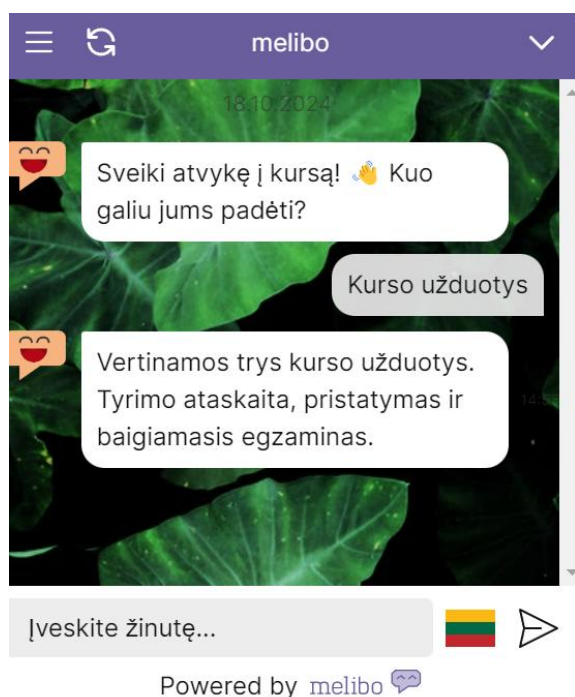 melibo
18.10.2024
Sveiki atvykę į kursą! 👋 Kuo
galiu jums padėti?
Kurso užduotys
Vertinamos trys kurso užduotys.
Tyrimo ataskaita, pristatymas ir
baigiamasis egzaminas.
Įveskite žinutę...
Powered by melibo